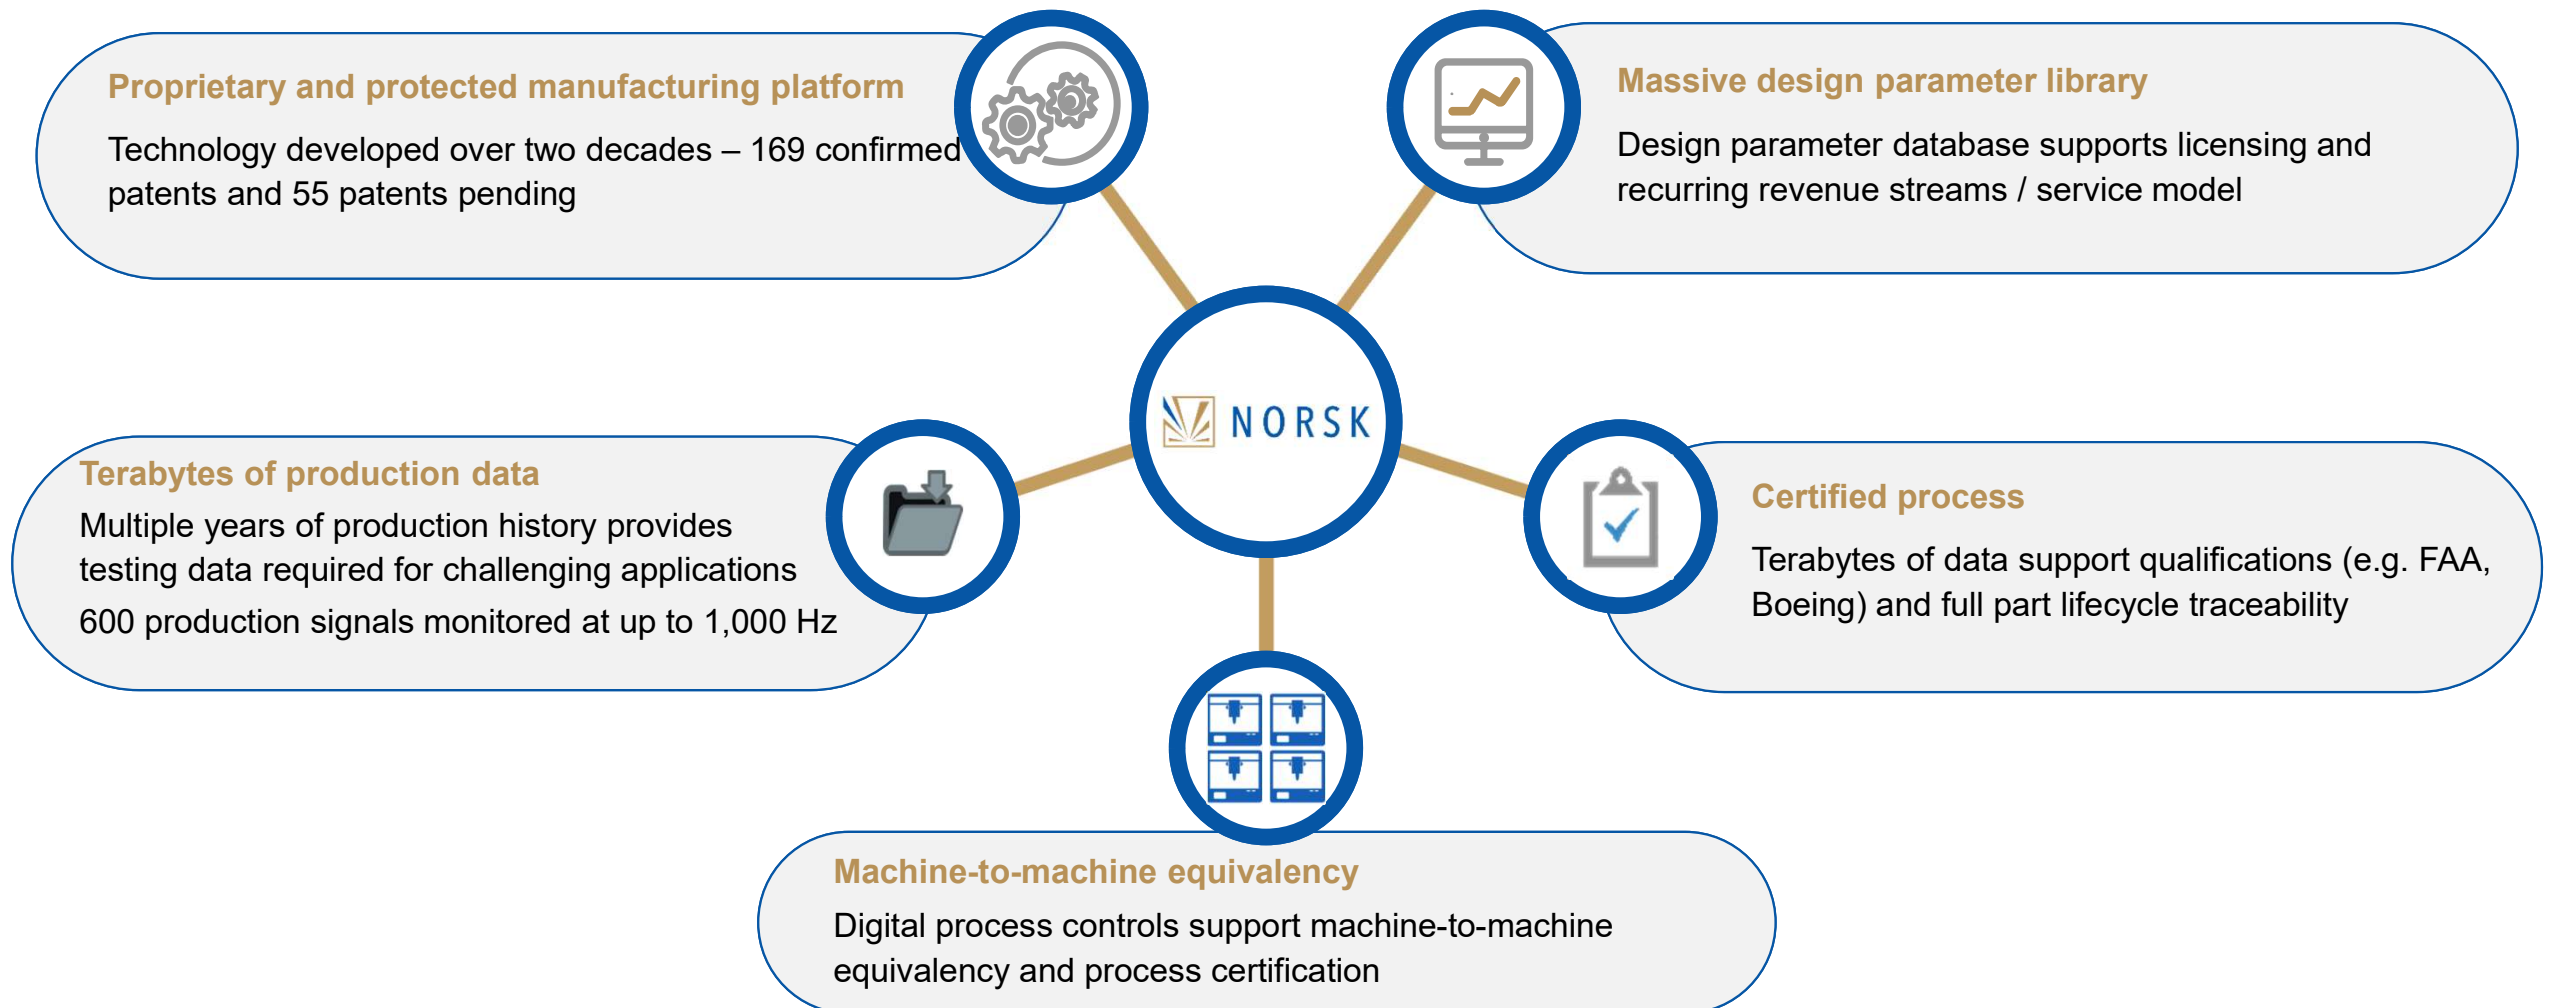 Proprietary and protected manufacturing platform
Technology developed over two decades – 169 confirmed
patents and 55 patents pending
Massive design parameter library
Design parameter database supports licensing and
recurring revenue streams / service model
NORSK
Terabytes of production data
Multiple years of production history provides
testing data required for challenging applications
600 production signals monitored at up to 1,000 Hz
Certified process
Terabytes of data support qualifications (e.g. FAA,
Boeing) and full part lifecycle traceability
Machine-to-machine equivalency
Digital process controls support machine-to-machine
equivalency and process certification